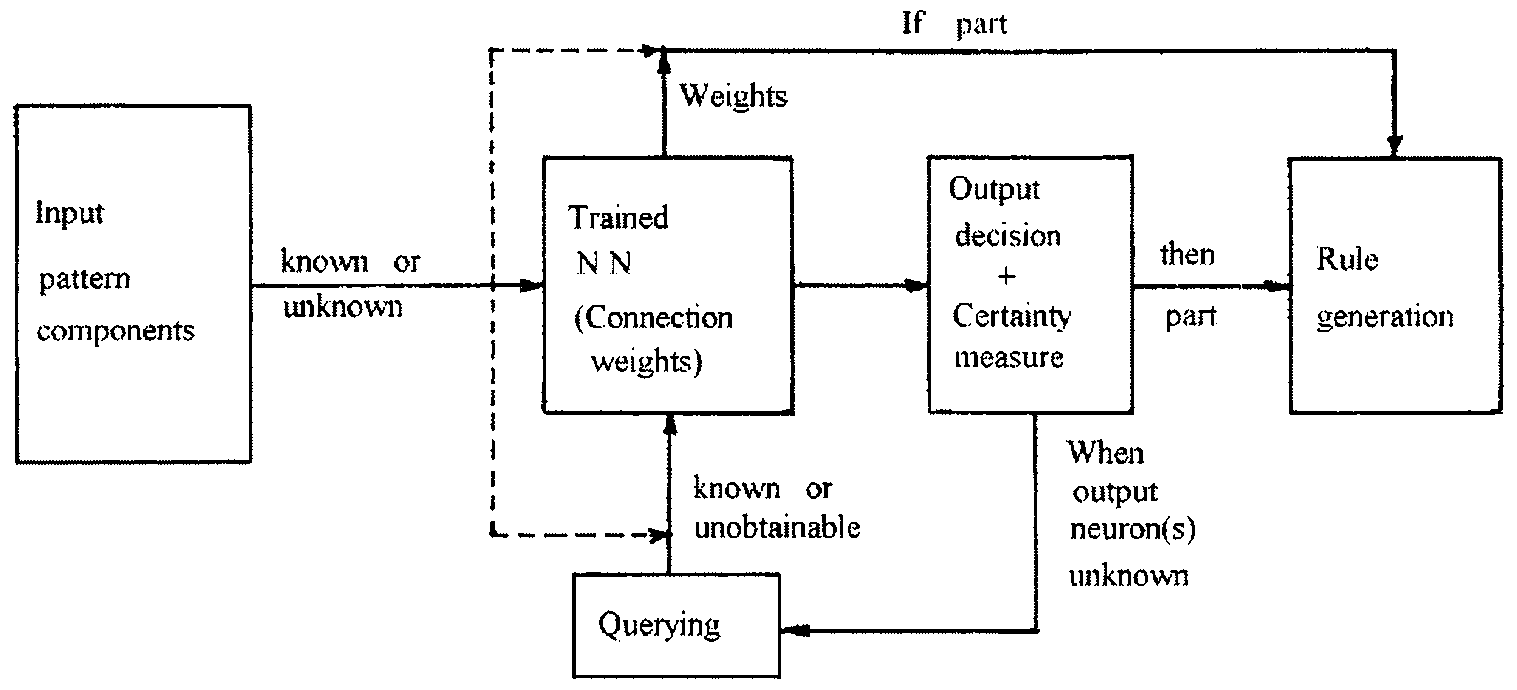 If part
Weights
Input
pattern
components
known or
unknown
Trained
N N
(Connection
weights)
Output
decision
+
Certainty
measure
then
part
Rule
generation
known or
unobtainable
When
output
neuron(s)
unknown
Querying